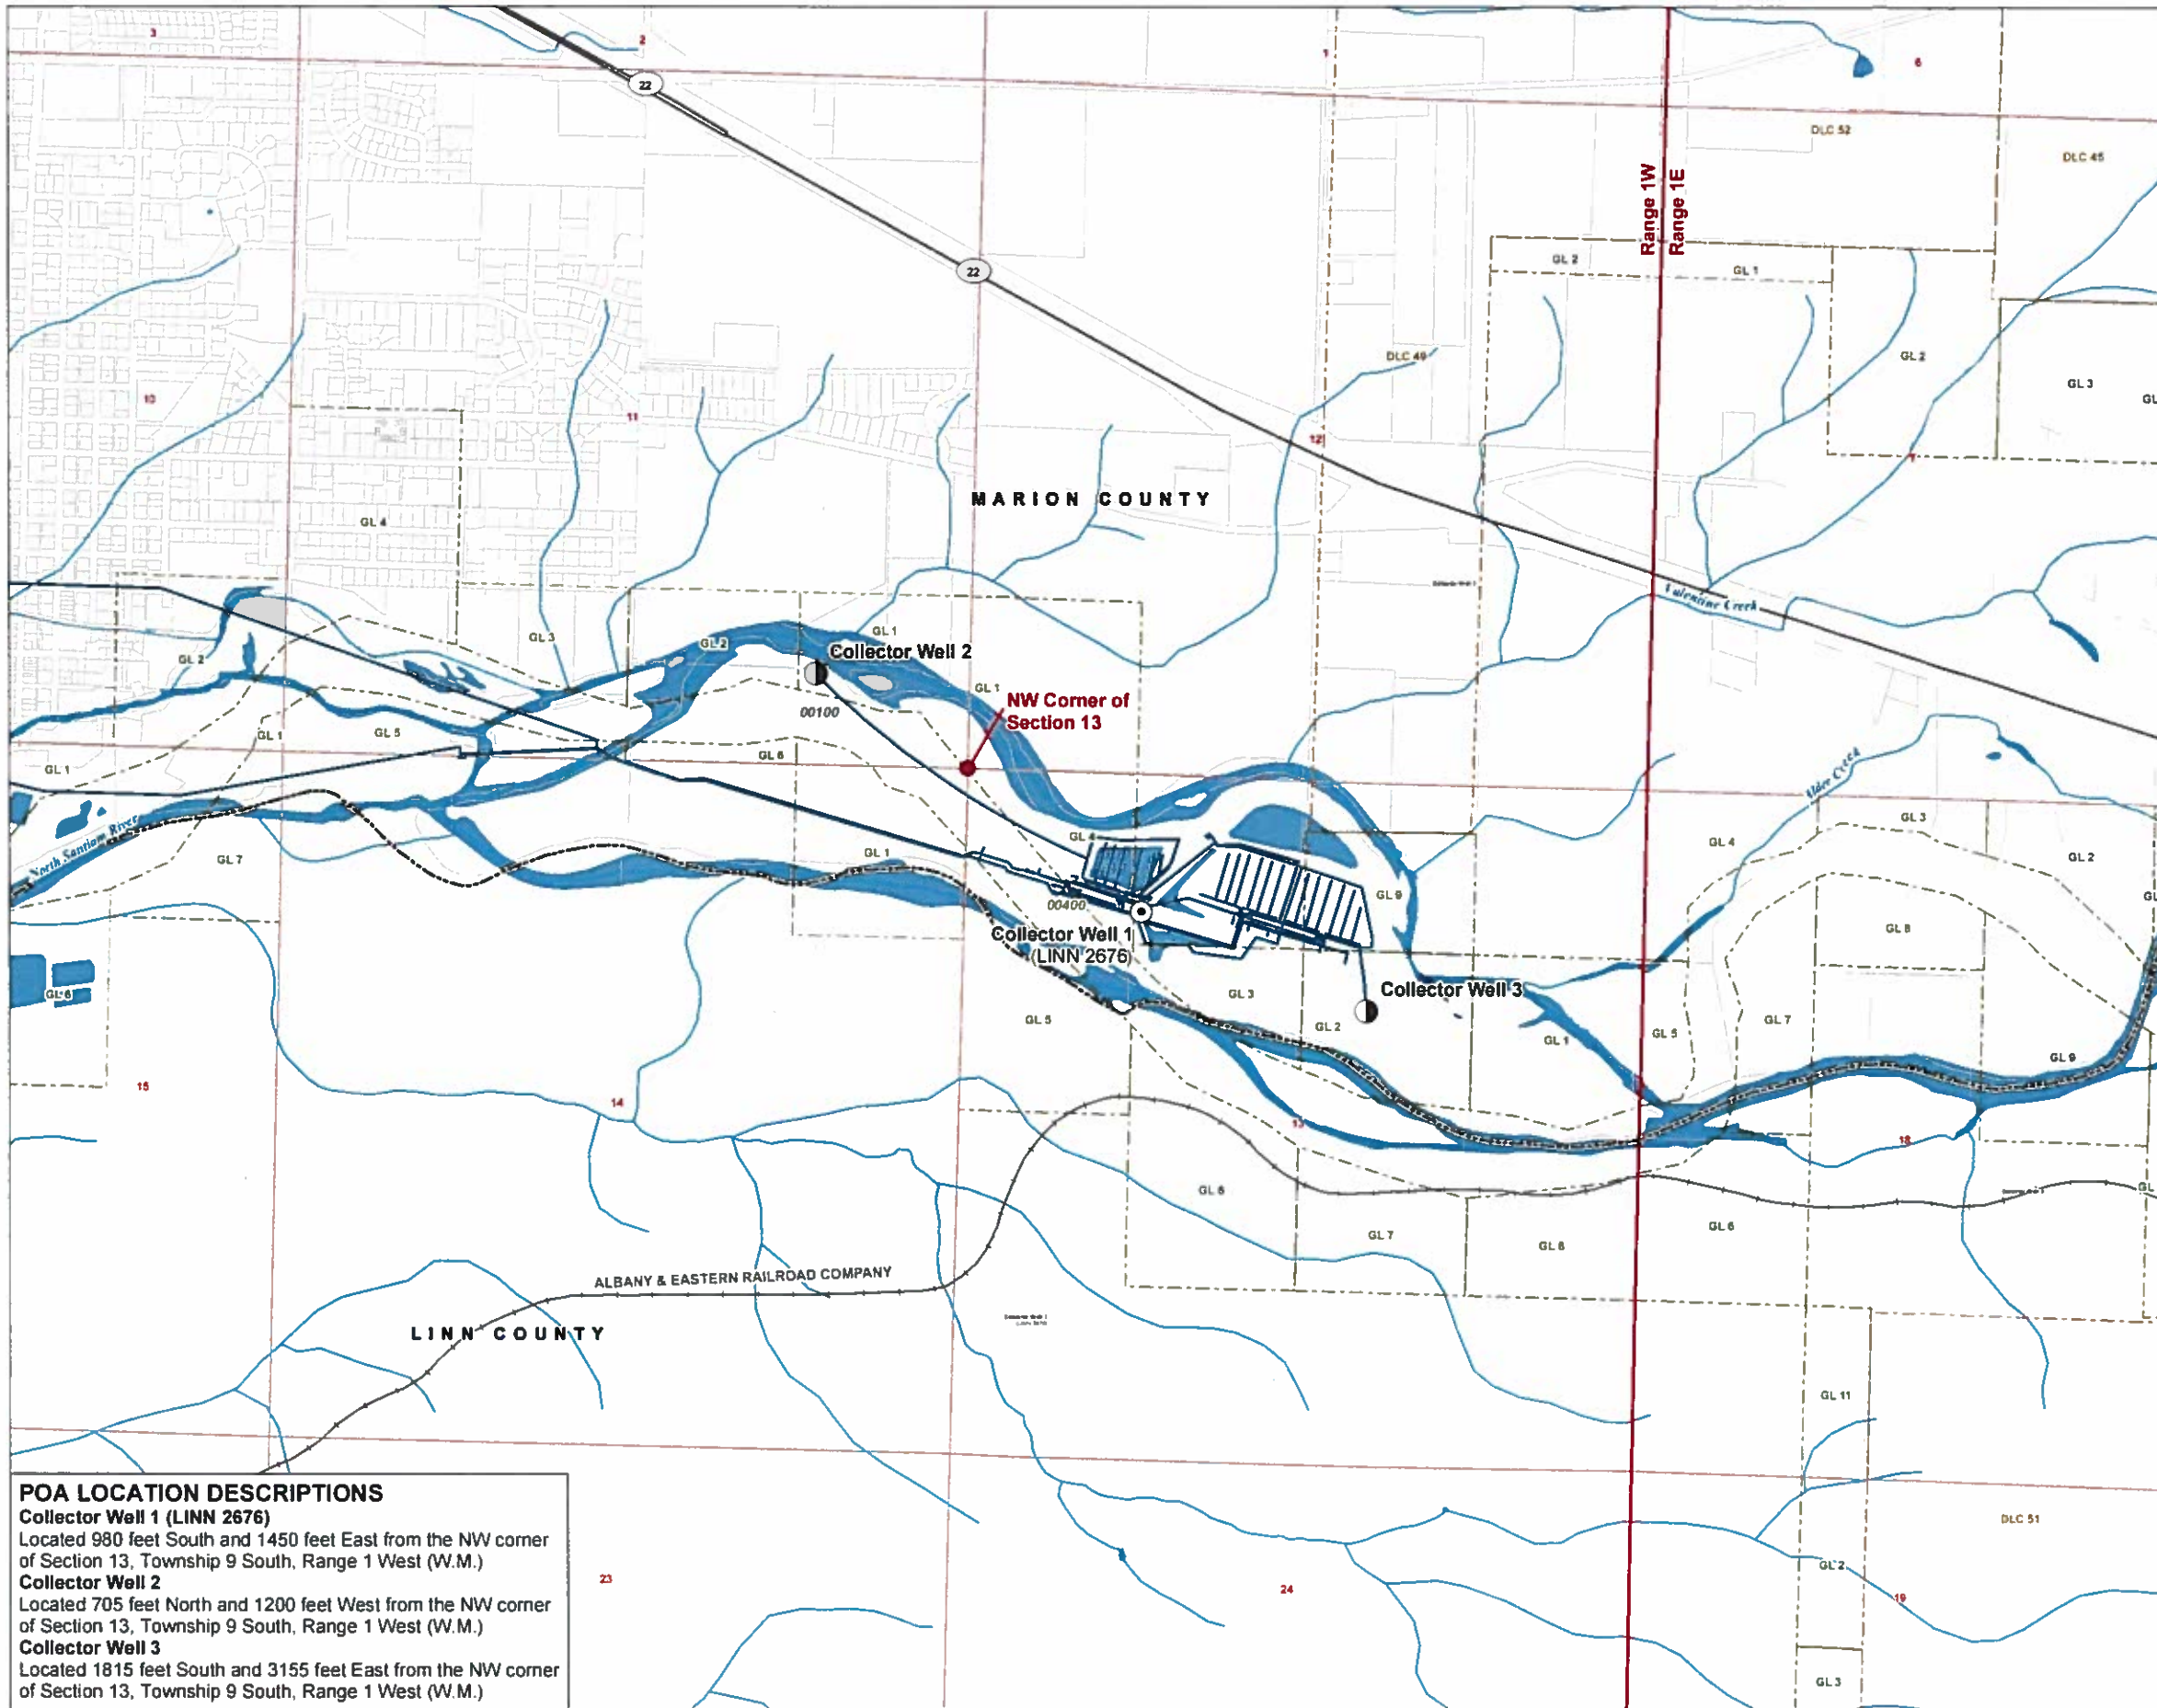 3
2
1
6
22
DLC 52
DLC 45
Range 1W
Range 1E
22
GL 2
GL 1
DLC 49
GL 2
GL 3
GL
10
11
12
7
MARION COUNTY
GL 4
Valentine Creek
GL 3
GL 2
GL 1
GL 2
Collector Well 2
GL 1
NW Corner of
Section 13
00100
GL 1
GL 5
GL 6
GL 1
Alder Creek
North Santiam River
GL 7
GL 1
GL 4
GL 4
GL 3
GL 2
GL 9
GL
00400
Collector Well 1
(LINN 2676)
GL 8
GL 6
GL 3
Collector Well 3
GL 5
GL 2
GL 1
GL 5
GL 7
GL 9
15
14
13
18
GL 6
GL
GL 7
GL 8
GL 6
ALBANY & EASTERN RAILROAD COMPANY
LINN COUNTY
GL 11
POA LOCATION DESCRIPTIONS
Collector Well 1 (LINN 2676)
Located 980 feet South and 1450 feet East from the NW corner
of Section 13, Township 9 South, Range 1 West (W.M.)
Collector Well 2
Located 705 feet North and 1200 feet West from the NW corner
of Section 13, Township 9 South, Range 1 West (W.M.)
Collector Well 3
Located 1815 feet South and 3155 feet East from the NW corner
of Section 13, Township 9 South, Range 1 West (W.M.)
23
24
DLC 51
GL 2
19
GL 3